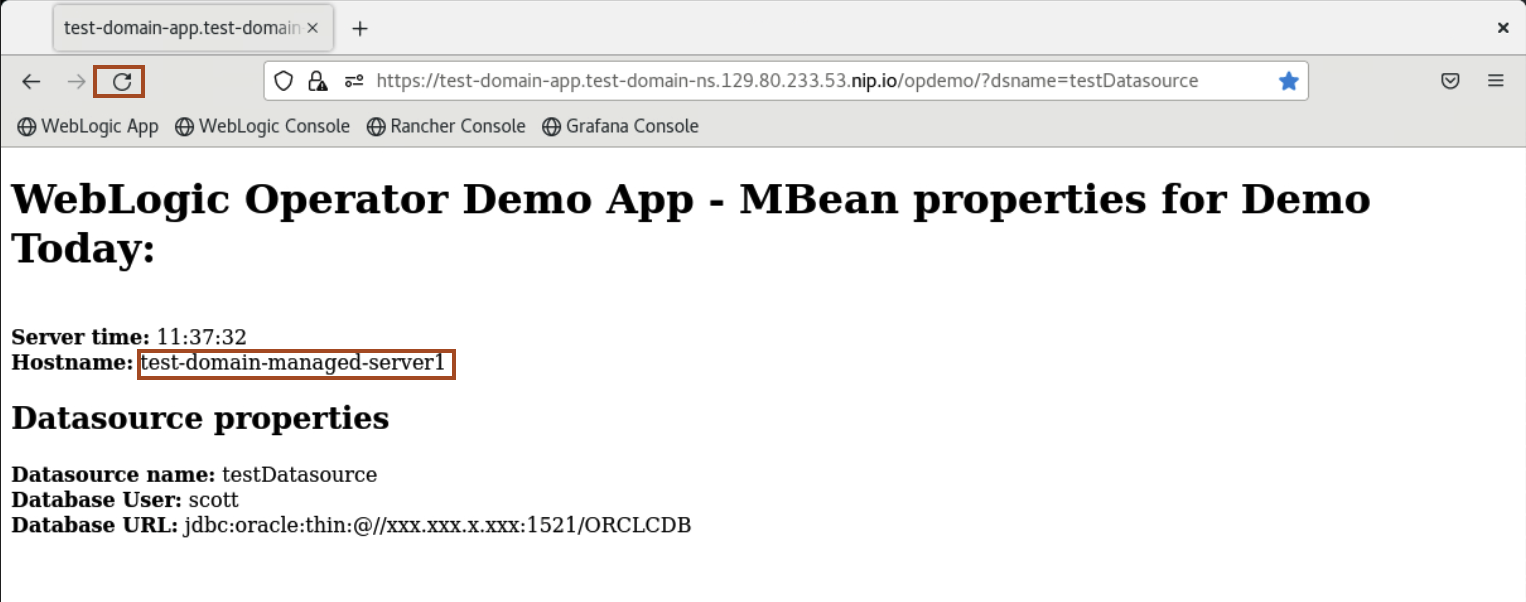 test-domain-app.test-domain
https://test-domain-app.test-domain-ns.129.80.233.53.nip.io/opdemo/?dsname=testDatasource
WebLogic App WebLogic Console Rancher Console Grafana Console
WebLogic Operator Demo App - MBean properties for Demo
Today:
Server time: 11:37:32
Hostname: test-domain-managed-server1
Datasource properties
Datasource name: testDatasource
Database User: scott
Database URL: jdbc:oracle:thin:@//xxx.xxx.x.xxx:1521/ORCLCDB